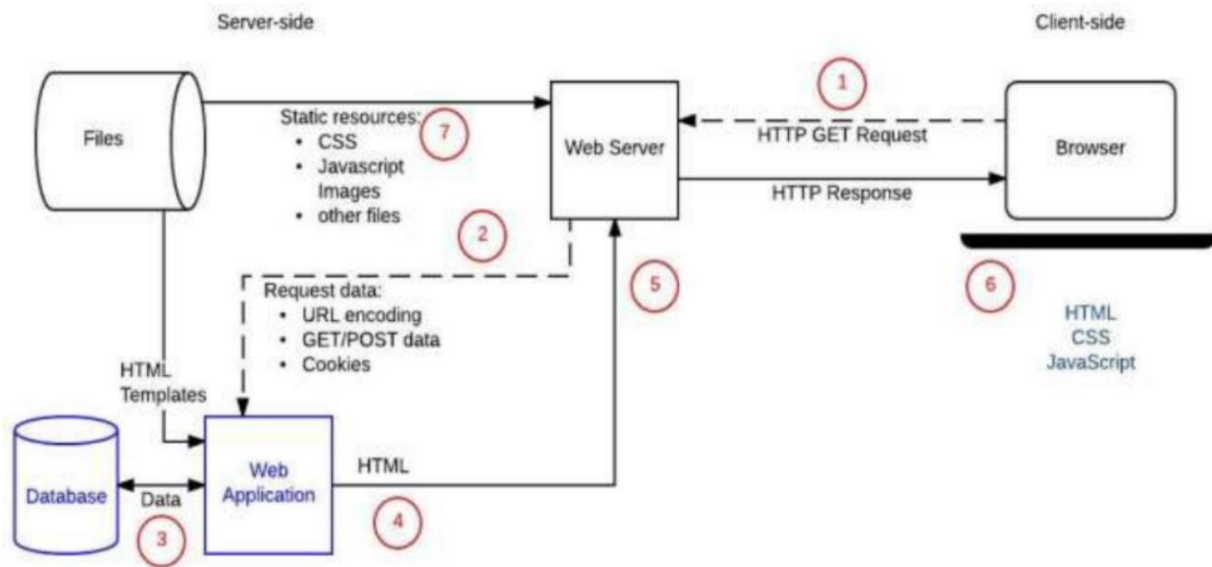 Server-side
Client-side
Files
Static resources:
• CSS
• Javascript
Images
• other files
7
Web Server
1
HTTP GET Request
HTTP Response
Browser
2
5
6
Request data:
• URL encoding
• GET/POST data
• Cookies
HTML
CSS
JavaScript
HTML
Templates
Database
Data
3
Web
Application
HTML
4